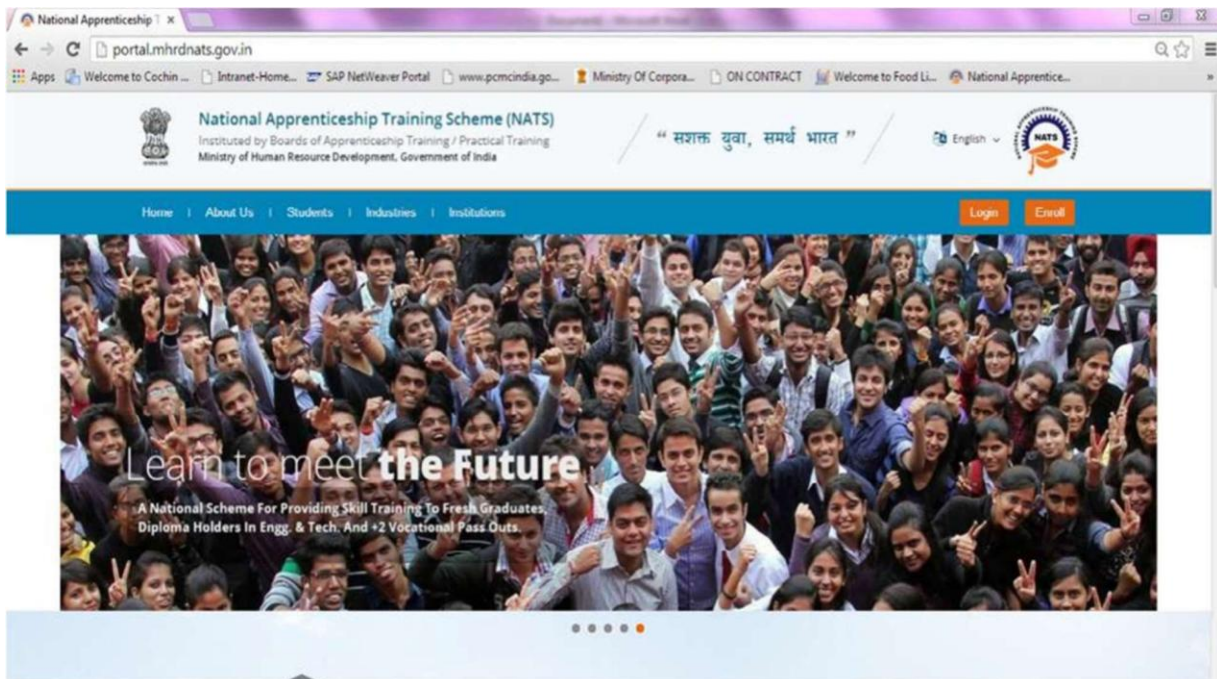 National Apprenticeship T
portal.mhrdnats.gov.in
Apps Welcome to Cochin ... Intranet-Home... SAP NetWeaver Portal www.pcmcindia.go... Ministry Of Corpora... ON CONTRACT Welcome to Food Li... National Apprentice...
National Apprenticeship Training Scheme (NATS)
Instituted by Boards of Apprenticeship Training / Practical Training
Ministry of Human Resource Development, Government of India
“ सशक्त युवा, समर्थ भारत ”
English
NATS
Home | About Us | Students | Industries | Institutions
Login Enroll
Learn to meet the Future
A National Scheme For Providing Skill Training To Fresh Graduates,
Diploma Holders In Engg. & Tech. And +2 Vocational Pass Outs.